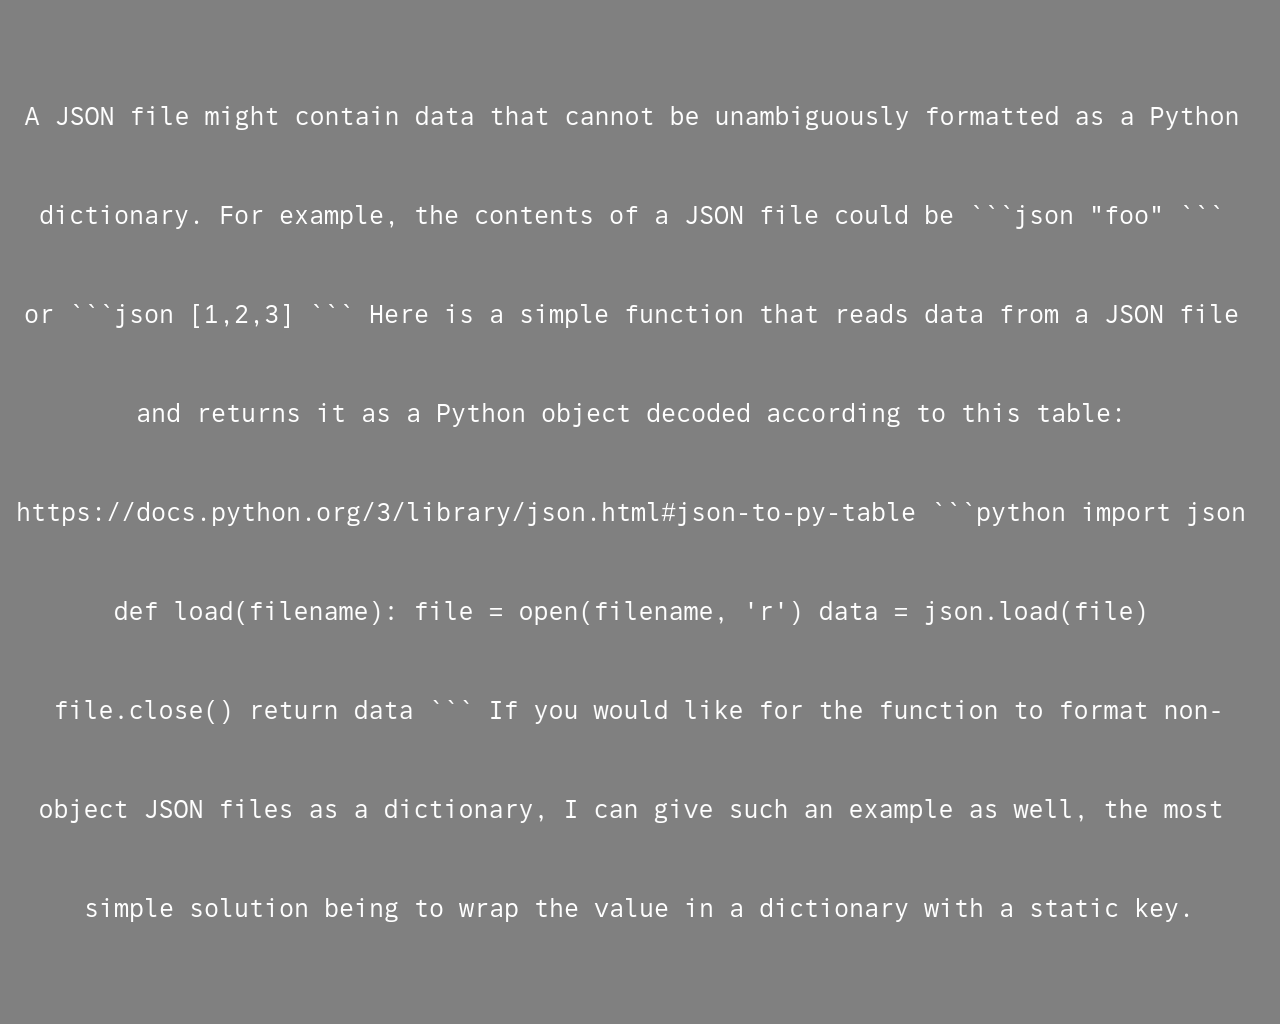 A JSON file might contain data that cannot be unambiguously formatted as a Python
dictionary. For example, the contents of a JSON file could be ```json "foo" ```
or ```json [1,2,3] ``` Here is a simple function that reads data from a JSON file
and returns it as a Python object decoded according to this table:
https://docs.python.org/3/library/json.html#json-to-py-table ```python import json
def load(filename): file = open(filename, 'r') data = json.load(file)
file.close() return data ``` If you would like for the function to format non-
object JSON files as a dictionary, I can give such an example as well, the most
simple solution being to wrap the value in a dictionary with a static key.